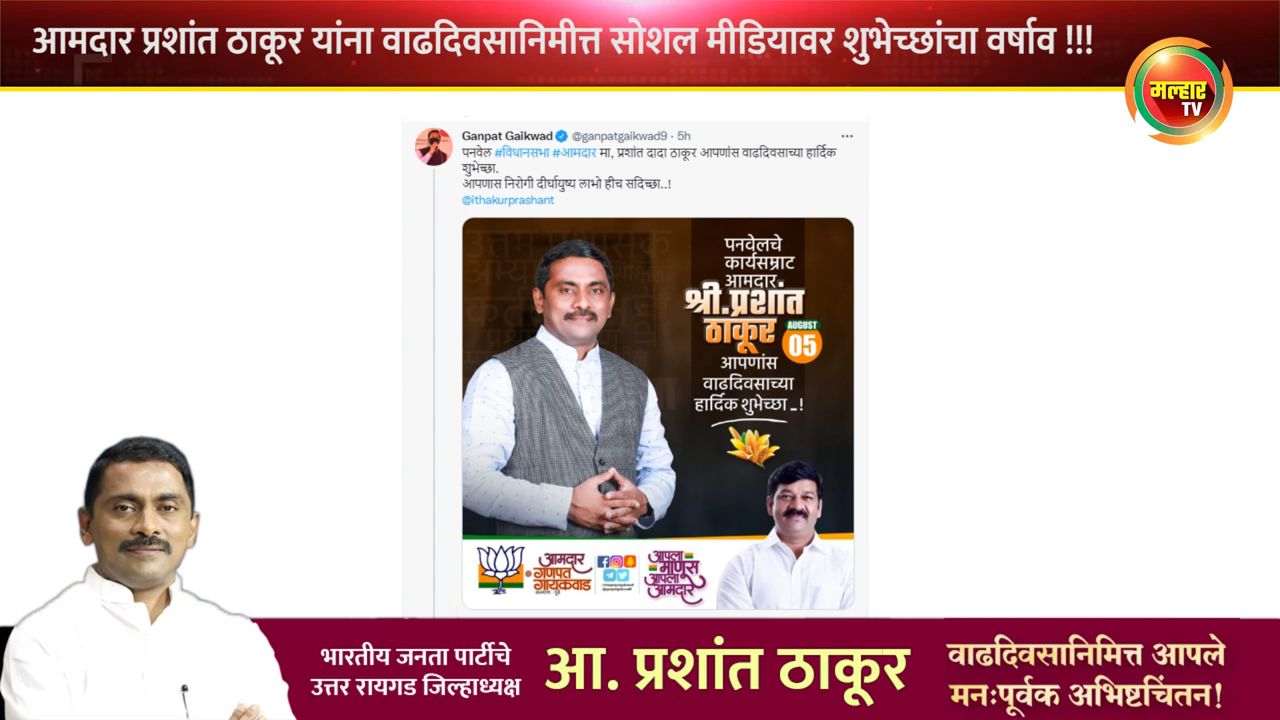 आमदार प्रशांत ठाकूर यांना वाढदिवसानिमीत्त सोशल मीडियावर शुभेच्छांचा वर्षाव !!!
मल्हार
TV
Ganpat Gaikwad @ganpatgaikwad9 · 5h
पनवेल #विधानसभा #आमदार मा, प्रशांत दादा ठाकूर आपणांस वाढदिवसाच्या हार्दिक
शुभेच्छा.
आपणास निरोगी दीर्घायुष्य लाभो हीच सदिच्छा..!
@ithakurprashant
पनवेलचे
कार्यसम्राट
आमदार
श्री.प्रशांत
ठाकूर
AUGUST
05
आपणांस
वाढदिवसाच्या
हार्दिक शुभेच्छा ..!
आमदार
गणपत
गायकवाड
आपला
माणूस
आपला
आमदार
भारतीय जनता पार्टीचे
उत्तर रायगड जिल्हाध्यक्ष
आ. प्रशांत ठाकूर
वाढदिवसानिमित्त आपले
मनःपूर्वक अभिष्टचिंतन!